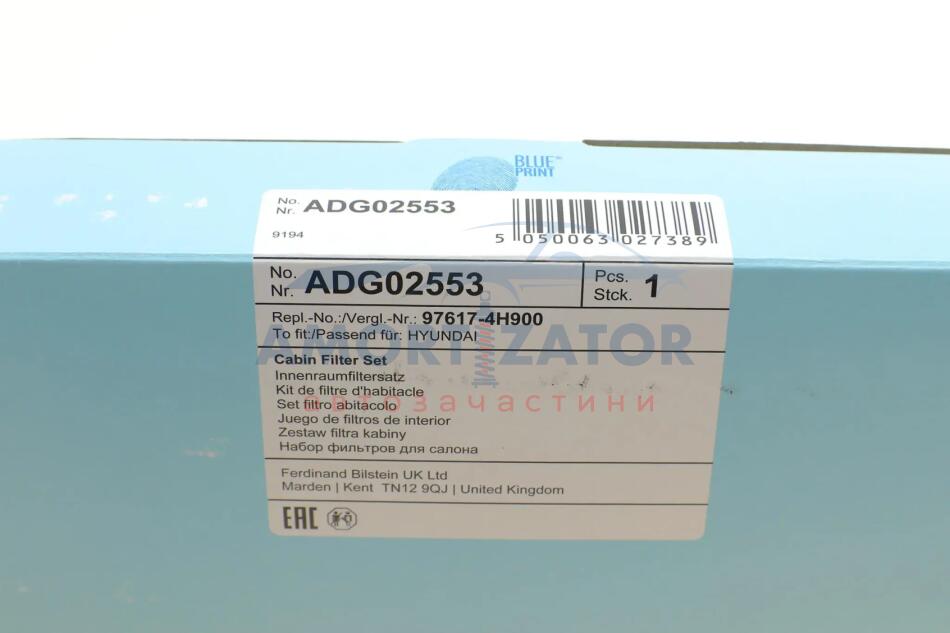 BLUE PRINT™
No. Nr. ADG02553
9194
5 050063 027389
No. Nr. ADG02553
Pcs. Stck. 1
Repl.-No.:/Vergl.-Nr.: 97617-4H900
To fit:/Passend für: HYUNDAI
AMORTIZATOR
Cabin Filter Set
Innenraumfiltersatz
Kit de filtre d'habitacle
Set filtro abitacolo
автозачастини
Juego de filtros de interior
Zestaw filtra kabiny
Набор фильтров для салона
Ferdinand Bilstein UK Ltd
Marden | Kent TN12 9QJ | United Kingdom
EAC